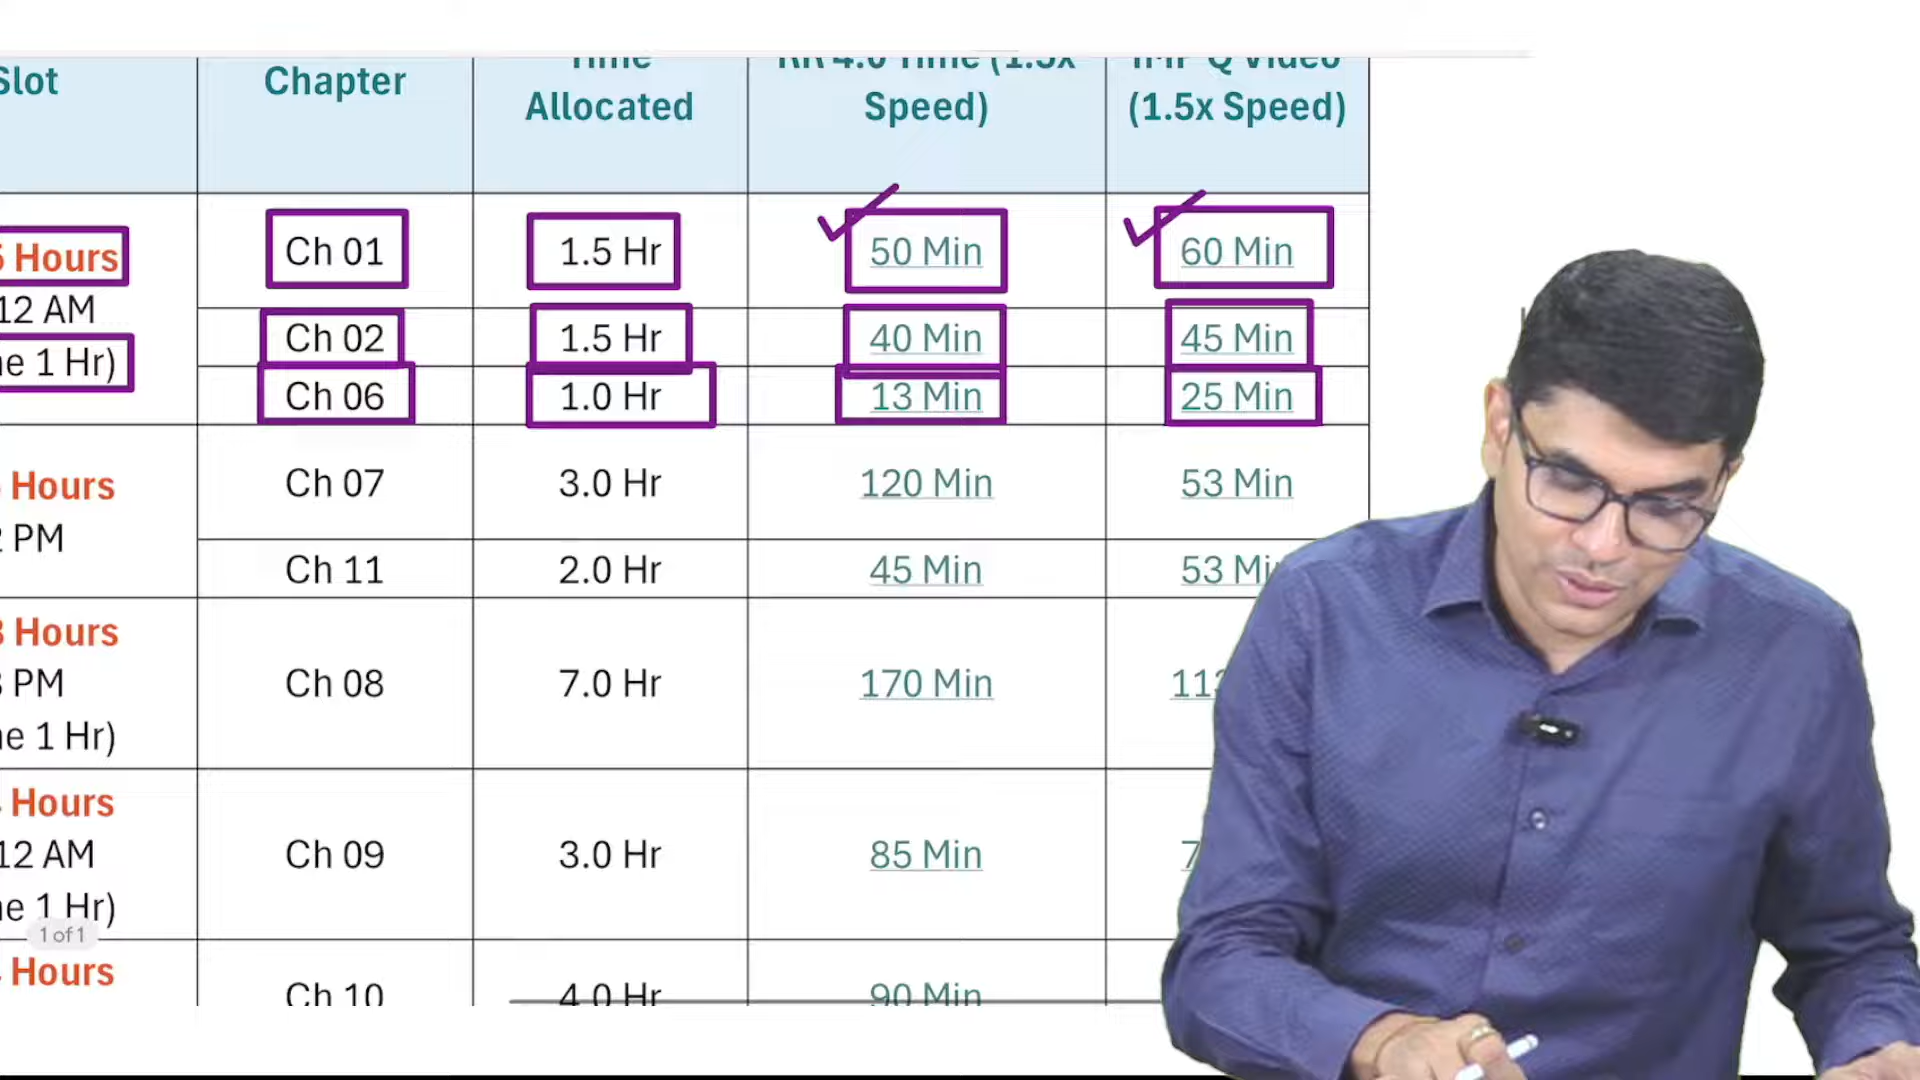 Slot
Chapter
Time
Allocated
RR 4.0 Time (1.5x
Speed)
IMP Q Video
(1.5x Speed)
Hours
12 AM
1 Hr)
Ch 01
1.5 Hr
50 Min
60 Min
Ch 02
1.5 Hr
40 Min
45 Min
Ch 06
1.0 Hr
13 Min
25 Min
Hours
PM
Ch 07
3.0 Hr
120 Min
53 Min
Ch 11
2.0 Hr
45 Min
53
Hours
PM
1 Hr)
Ch 08
7.0 Hr
170 Min
Hours
12 AM
1 Hr)
Ch 09
3.0 Hr
85 Min
1 of 1
Hours
Ch 10
4.0 Hr
90 Min